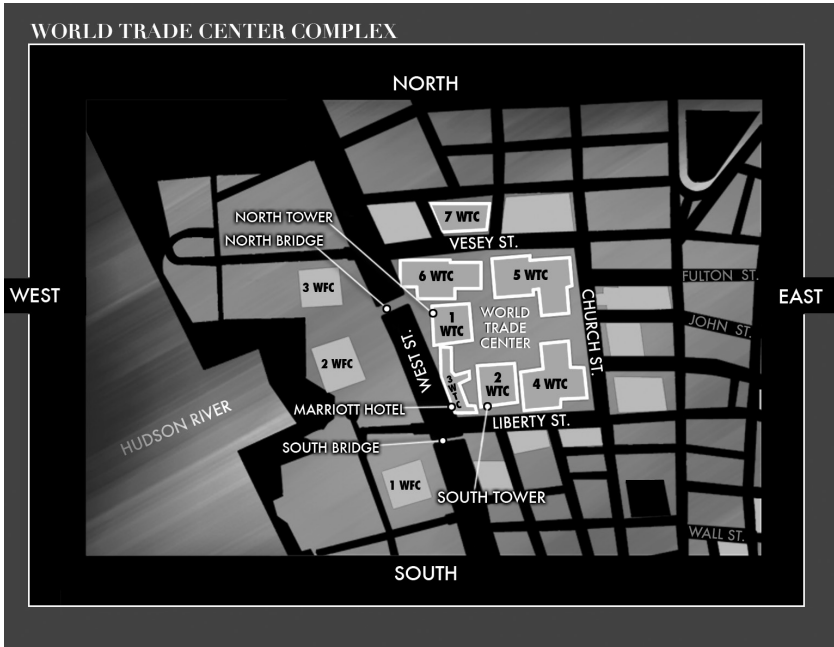 WORLD TRADE CENTER COMPLEX
NORTH
7 WTC
NORTH TOWER
NORTH BRIDGE
VESEY ST.
6 WTC
5 WTC
FULTON ST.
WEST
EAST
3 WFC
1
WTC
WORLD
TRADE
CENTER
CHURCH ST.
JOHN ST.
WEST ST.
2 WFC
3
W
T
C
2
WTC
4 WTC
MARRIOTT HOTEL
LIBERTY ST.
HUDSON RIVER
SOUTH BRIDGE
1 WFC
SOUTH TOWER
WALL ST.
SOUTH